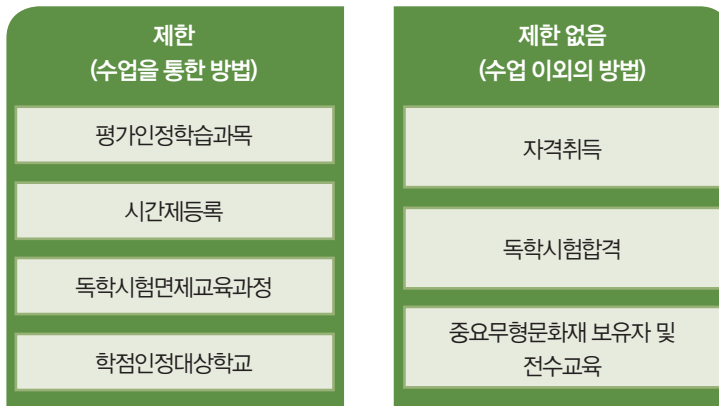 제한
(수업을 통한 방법)
평가인정학습과목
시간제등록
독학시험면제교육과정
학점인정대상학교
제한 없음
(수업 이외의 방법)
자격취득
독학시험합격
중요무형문화재 보유자 및
전수교육